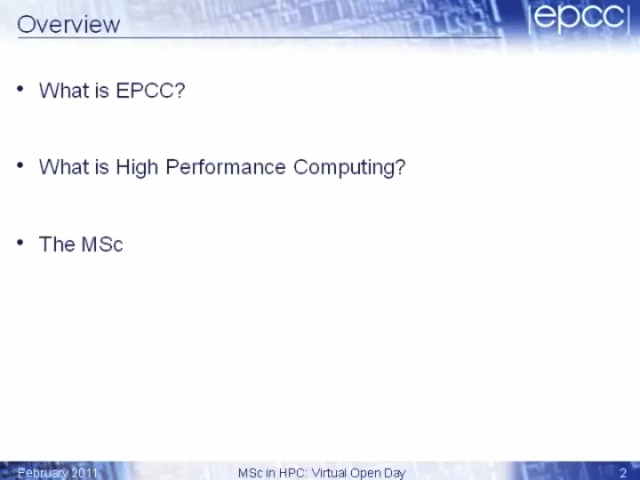 Overview
|epcc|
• What is EPCC?
• What is High Performance Computing?
• The MSc
February 2011
MSc in HPC: Virtual Open Day
2